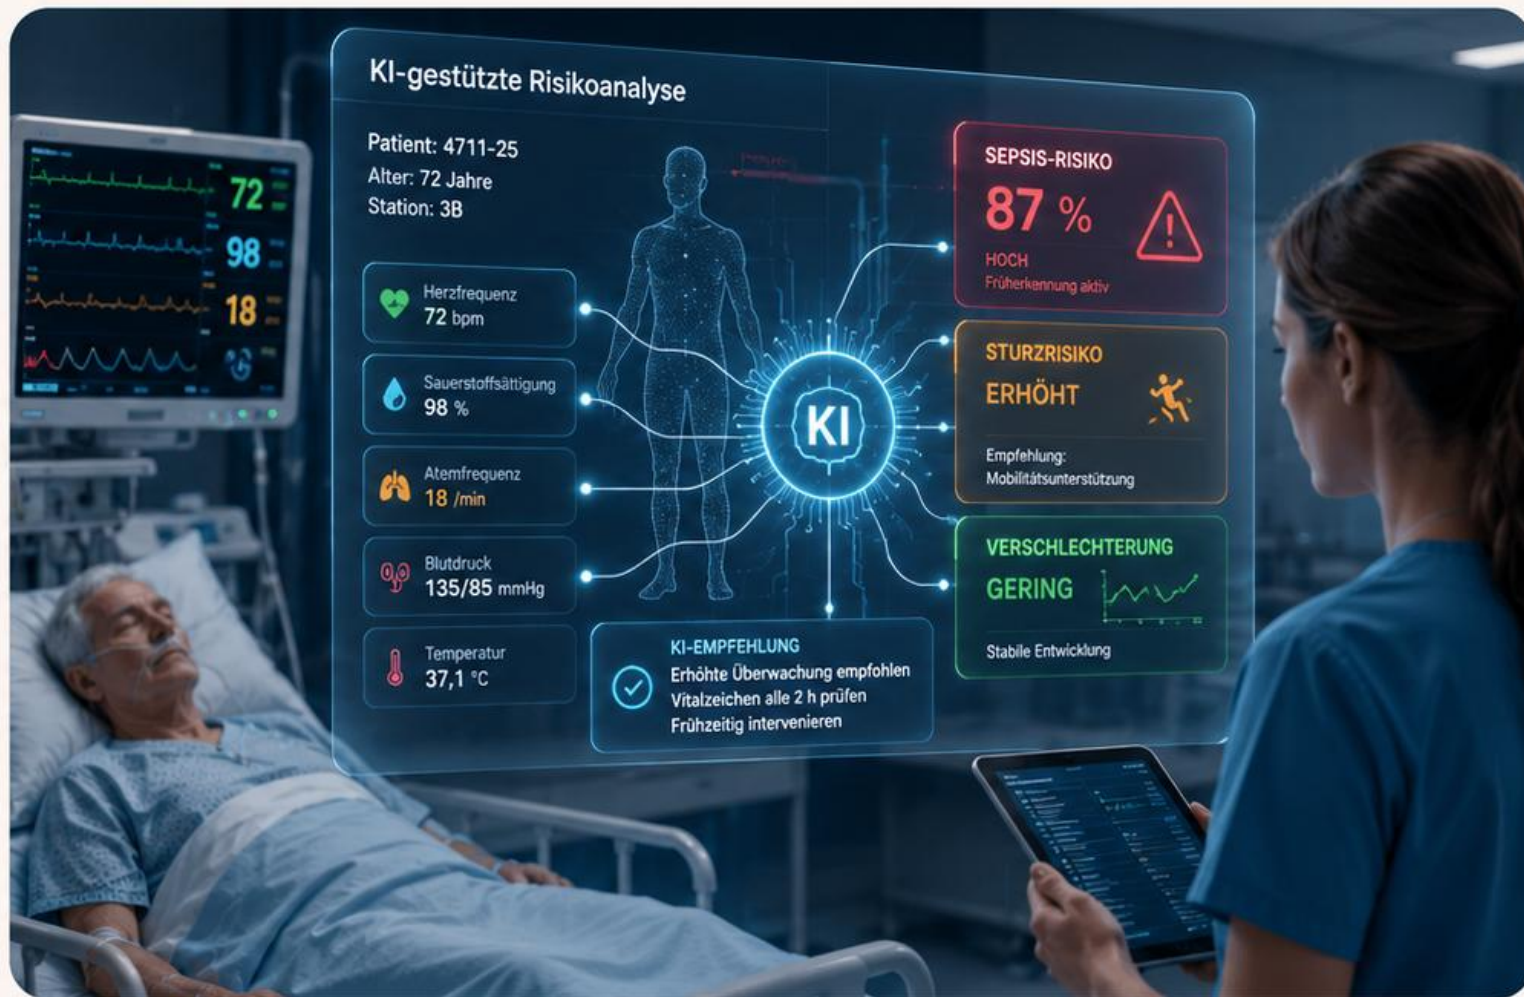 KI-gestützte Risikoanalyse
Patient: 4711-25
Alter: 72 Jahre
Station: 3B
72
98
18
Herzfrequenz
72 bpm
Sauerstoffsättigung
98 %
Atemfrequenz
18 /min
Blutdruck
135/85 mmHg
Temperatur
37,1 °C
KI
SEPSIS-RISIKO
87 %
HOCH
Früherkennung aktiv
STURZRISIKO
ERHÖHT
Empfehlung:
Mobilitätsunterstützung
VERSCHLECHTERUNG
GERING
Stabile Entwicklung
KI-EMPFEHLUNG
Erhöhte Überwachung empfohlen
Vitalzeichen alle 2 h prüfen
Frühzeitig intervenieren